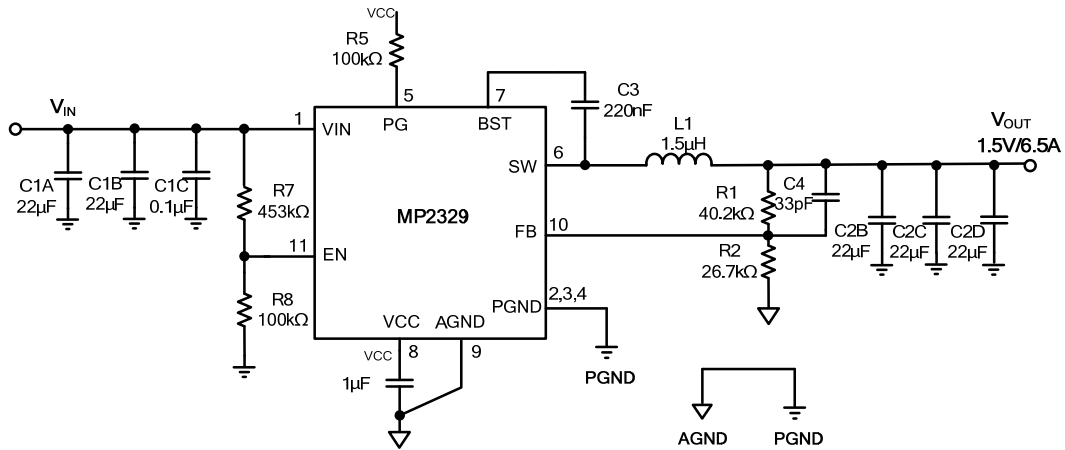 VCC
R5
100kΩ
5
7
C3
220nF
VIN
1
VIN
PG
BST
L1
1.5µH
VOUT
1.5V/6.5A
6
SW
C1A
22µF
C1B
22µF
C1C
0.1µF
R7
453kΩ
MP2329
R1
40.2kΩ
C4
33pF
FB
10
C2B
22µF
C2C
22µF
C2D
22µF
11
EN
R2
26.7kΩ
R8
100kΩ
PGND
2,3,4
VCC
AGND
VCC
8
9
1µF
PGND
AGND
PGND